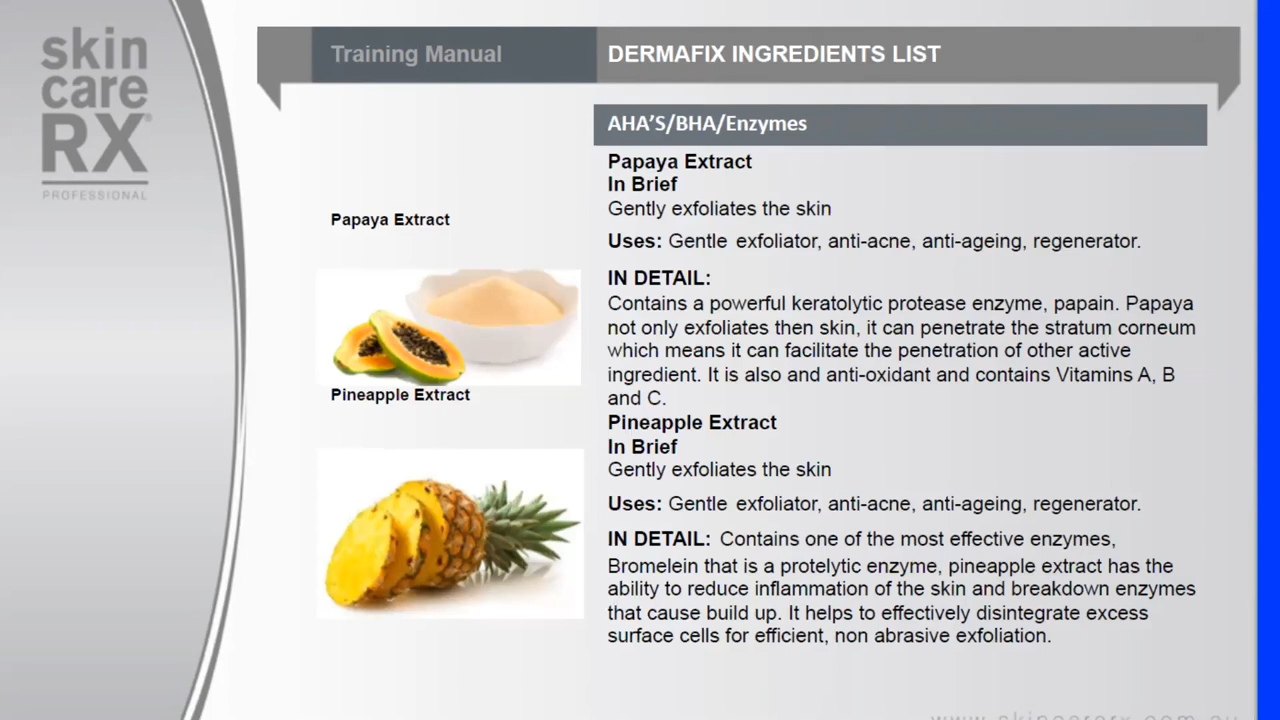 skin
care
RX®
PROFESSIONAL
Training Manual
DERMAFIX INGREDIENTS LIST
AHA'S/BHA/Enzymes
Papaya Extract
Pineapple Extract
Papaya Extract
In Brief
Gently exfoliates the skin
Uses: Gentle exfoliator, anti-acne, anti-ageing, regenerator.
IN DETAIL:
Contains a powerful keratolytic protease enzyme, papain. Papaya
not only exfoliates then skin, it can penetrate the stratum corneum
which means it can facilitate the penetration of other active
ingredient. It is also and anti-oxidant and contains Vitamins A, B
and C.
Pineapple Extract
In Brief
Gently exfoliates the skin
Uses: Gentle exfoliator, anti-acne, anti-ageing, regenerator.
IN DETAIL: Contains one of the most effective enzymes,
Bromelein that is a protelytic enzyme, pineapple extract has the
ability to reduce inflammation of the skin and breakdown enzymes
that cause build up. It helps to effectively disintegrate excess
surface cells for efficient, non abrasive exfoliation.
www.skincarerx.com.au